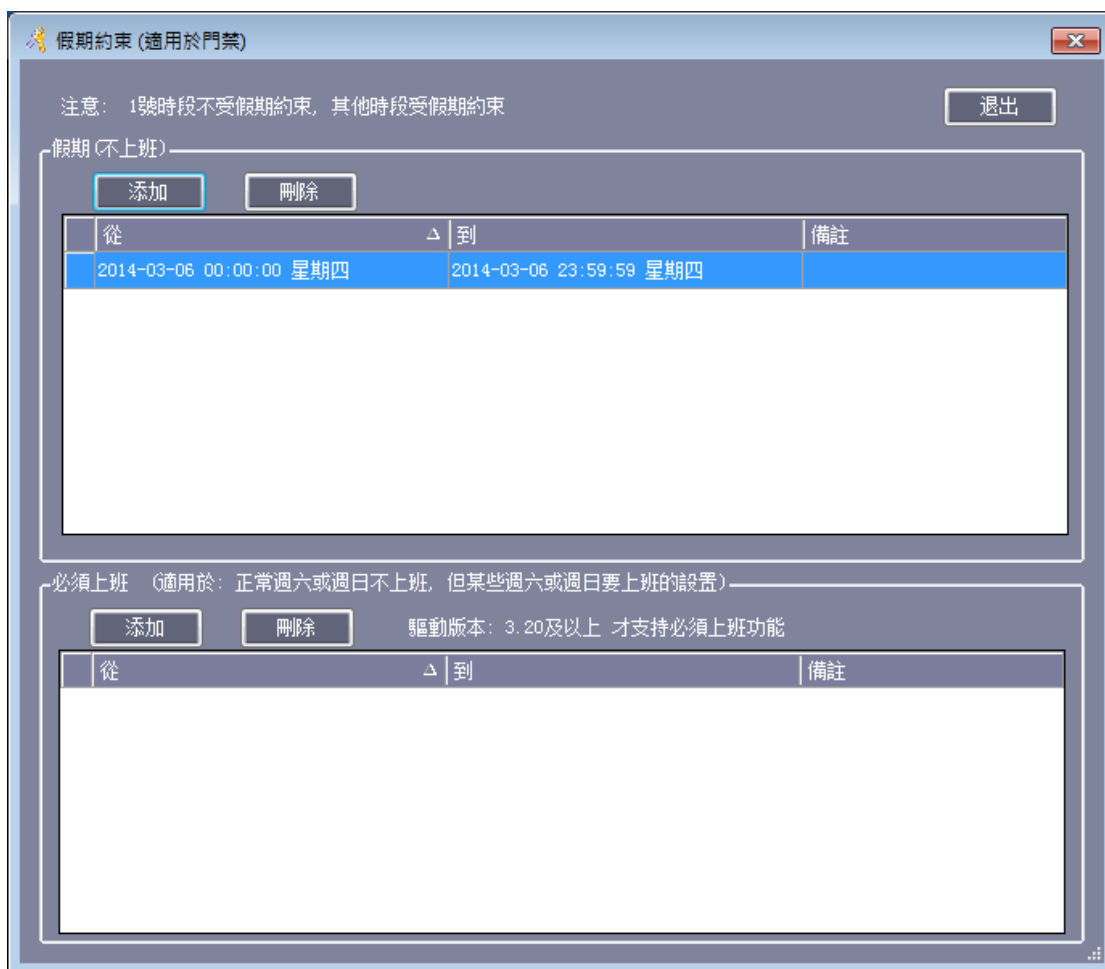 假期約束 (適用於門禁)
注意： 1號時段不受假期約束, 其他時段受假期約束
退出
假期(不上班)
添加 刪除
從 到 備註
2014-03-06 00:00:00 星期四 2014-03-06 23:59:59 星期四
必須上班 (適用於: 正常週六或週日不上班, 但某些週六或週日要上班的設置)
添加 刪除 驅動版本: 3.20及以上 才支持必須上班功能
從 到 備註